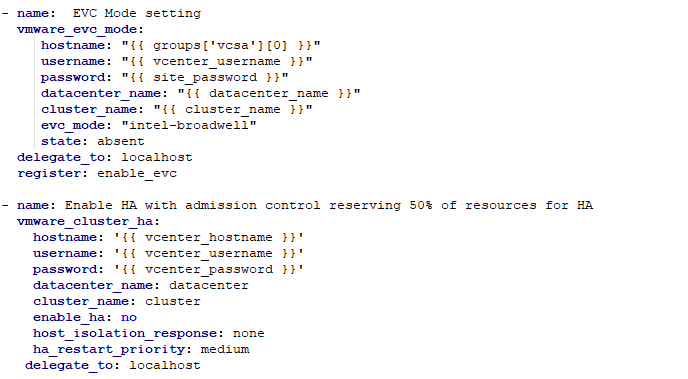 - name:  EVC Mode setting
  vmware_evc_mode:
     hostname: "{{ groups['vcsa'][0] }}"
     username: "{{ vcenter_username }}"
     password: "{{ site_password }}"
     datacenter_name: "{{ datacenter_name }}"
     cluster_name: "{{ cluster_name }}"
     evc_mode: "intel-broadwell"
     state: absent
  delegate_to: localhost
  register: enable_evc

- name: Enable HA with admission control reserving 50% of resources for HA
  vmware_cluster_ha:
    hostname: '{{ vcenter_hostname }}'
    username: '{{ vcenter_username }}'
    password: '{{ vcenter_password }}'
    datacenter_name: datacenter
    cluster_name: cluster
    enable_ha: no
    host_isolation_response: none
    ha_restart_priority: medium
   delegate_to: localhost